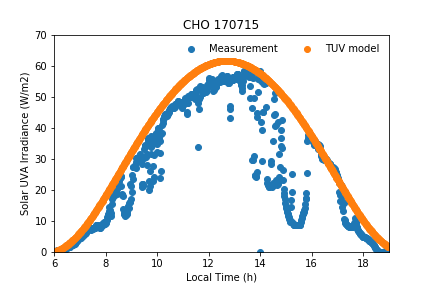 CHO 170715
Measurement
TUV model
Solar UVA Irradiance (W/m2)
70
60
50
40
30
20
10
0
6 8 10 12 14 16 18
Local Time (h)